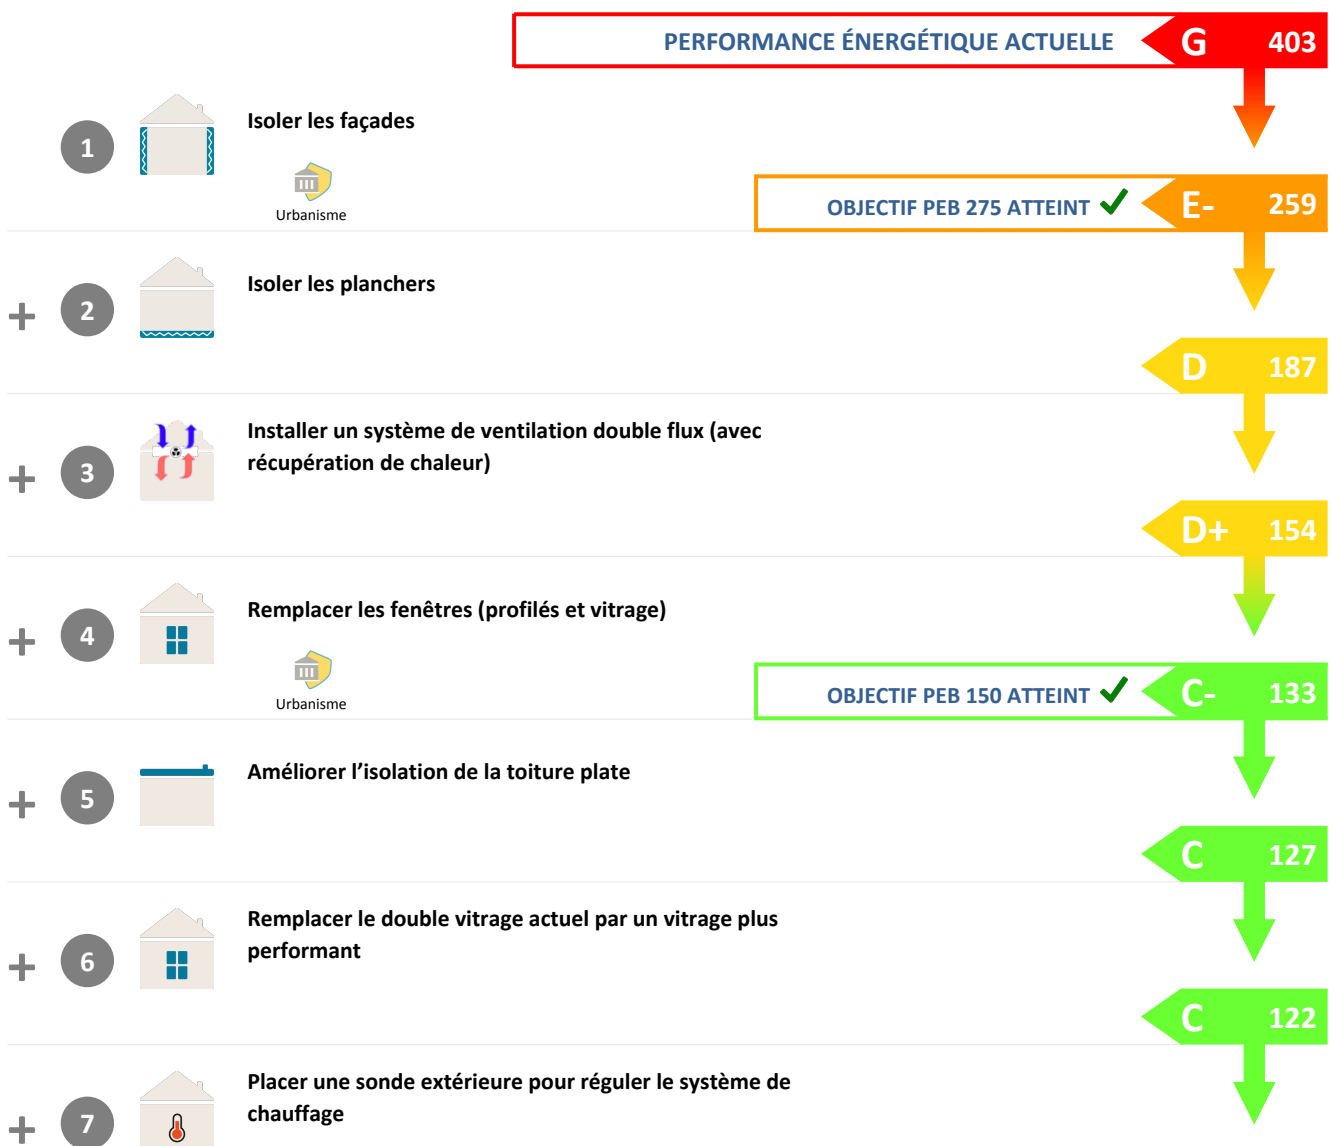 PERFORMANCE ÉNERGÉTIQUE ACTUELLE G 403
1 Isoler les façades
Urbanisme
OBJECTIF PEB 275 ATTEINT ✔ E- 259
+ 2 Isoler les planchers
D 187
+ 3 Installer un système de ventilation double flux (avec
récupération de chaleur)
D+ 154
+ 4 Remplacer les fenêtres (profilés et vitrage)
Urbanisme
OBJECTIF PEB 150 ATTEINT ✔ C- 133
+ 5 Améliorer l’isolation de la toiture plate
C 127
+ 6 Remplacer le double vitrage actuel par un vitrage plus
performant
C 122
+ 7 Placer une sonde extérieure pour réguler le système de
chauffage